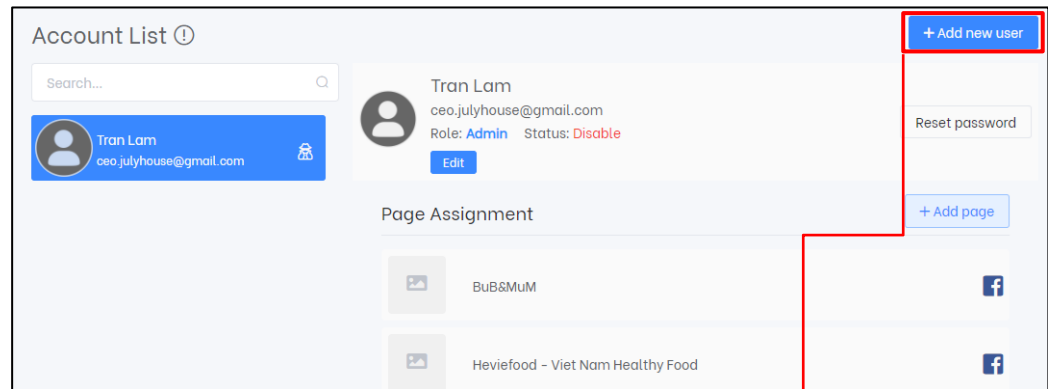 Account List
+ Add new user
Search...
Tran Lam
ceo.julyhouse@gmail.com
Tran Lam
ceo.julyhouse@gmail.com
Role: Admin Status: Disable
Edit
Reset password
Page Assignment
+ Add page
BuB&MuM
Heviefood - Viet Nam Healthy Food